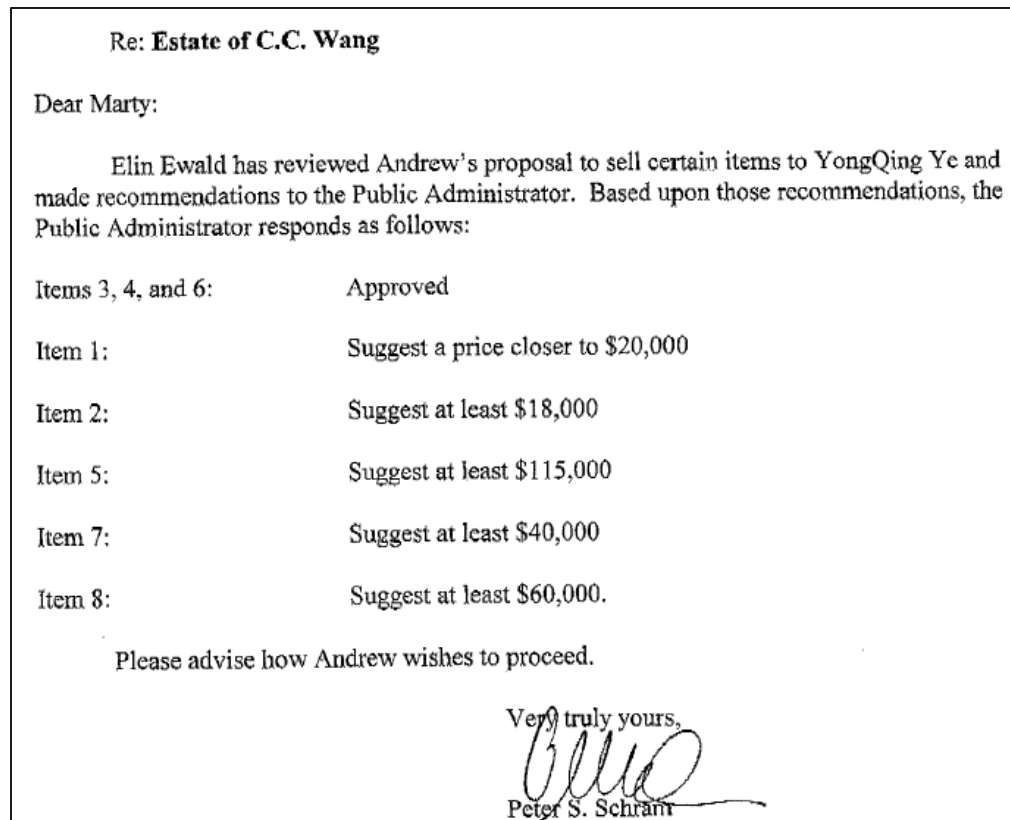 Re: Estate of C.C. Wang
Dear Marty:
Elin Ewald has reviewed Andrew's proposal to sell certain items to YongQing Ye and
made recommendations to the Public Administrator. Based upon those recommendations, the
Public Administrator responds as follows:
Items 3, 4, and 6: Approved
Item 1: Suggest a price closer to $20,000
Item 2: Suggest at least $18,000
Item 5: Suggest at least $115,000
Item 7: Suggest at least $40,000
Item 8: Suggest at least $60,000.
Please advise how Andrew wishes to proceed.
Very truly yours,
Peter S. Schram